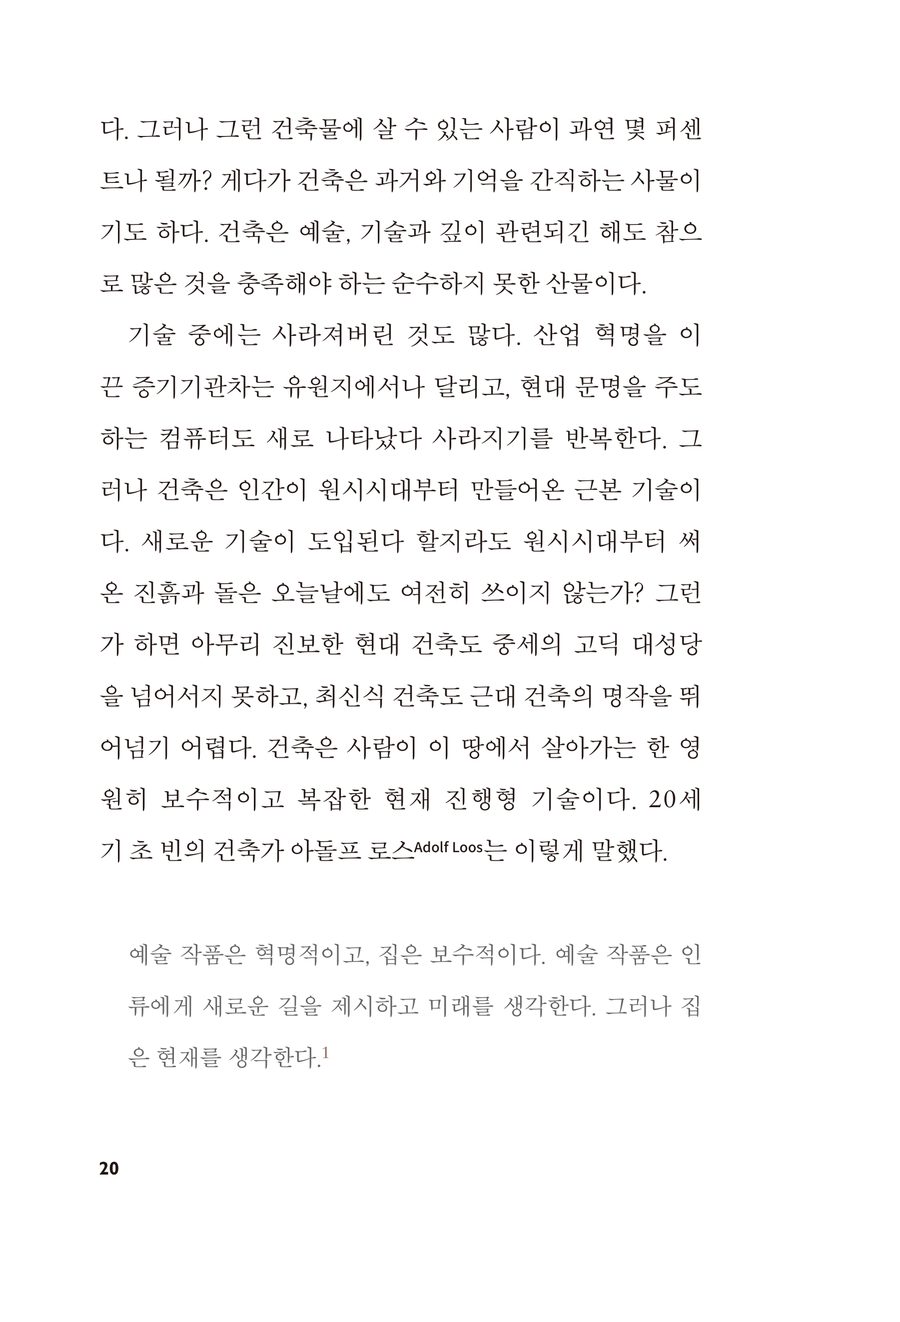 다. 그러나 그런 건축물에 살 수 있는 사람이 과연 몇 퍼센
트나 될까? 게다가 건축은 과거와 기억을 간직하는 사물이
기도 하다. 건축은 예술, 기술과 깊이 관련되긴 해도 참으
로 많은 것을 충족해야 하는 순수하지 못한 산물이다.
기술 중에는 사라져버린 것도 많다. 산업 혁명을 이
끈 증기기관차는 유원지에서나 달리고, 현대 문명을 주도
하는 컴퓨터도 새로 나타났다 사라지기를 반복한다. 그
러나 건축은 인간이 원시시대부터 만들어온 근본 기술이
다. 새로운 기술이 도입된다 할지라도 원시시대부터 써
온 진흙과 돌은 오늘날에도 여전히 쓰이지 않는가? 그런
가 하면 아무리 진보한 현대 건축도 중세의 고딕 대성당
을 넘어서지 못하고, 최신식 건축도 근대 건축의 명작을 뛰
어넘기 어렵다. 건축은 사람이 이 땅에서 살아가는 한 영
원히 보수적이고 복잡한 현재 진행형 기술이다. 20세
기 초 빈의 건축가 아돌프 로스Adolf Loos는 이렇게 말했다.
예술 작품은 혁명적이고, 집은 보수적이다. 예술 작품은 인
류에게 새로운 길을 제시하고 미래를 생각한다. 그러나 집
은 현재를 생각한다.1
20